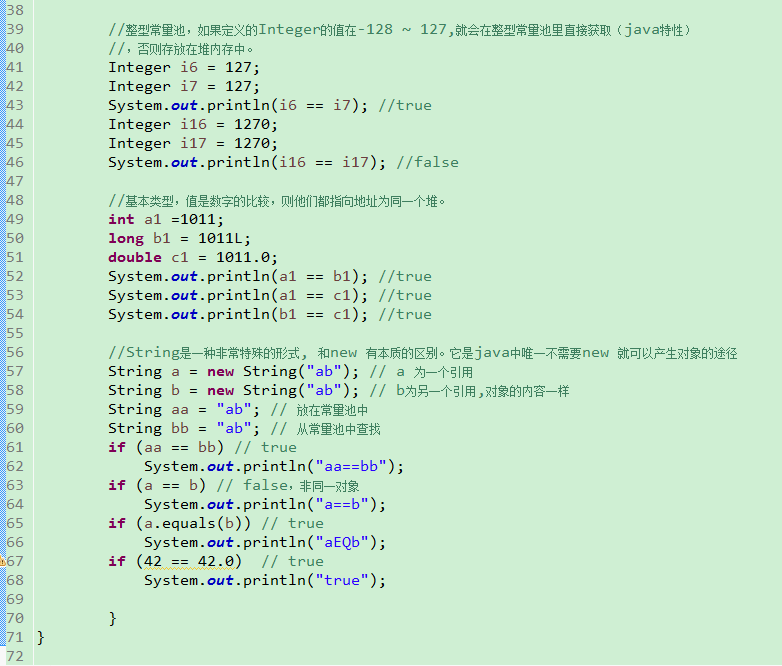 38
39 //整型常量池，如果定义的Integer的值在-128 ~ 127,就会在整型常量池里直接获取（java特性）
40 //，否则存放在堆内存中。
41 Integer i6 = 127;
42 Integer i7 = 127;
43 System.out.println(i6 == i7); //true
44 Integer i16 = 1270;
45 Integer i17 = 1270;
46 System.out.println(i16 == i17); //false
47
48 //基本类型，值是数字的比较，则他们都指向地址为同一个堆。
49 int a1 =1011;
50 long b1 = 1011L;
51 double c1 = 1011.0;
52 System.out.println(a1 == b1); //true
53 System.out.println(a1 == c1); //true
54 System.out.println(b1 == c1); //true
55
56 //String是一种非常特殊的形式, 和new 有本质的区别。它是java中唯一不需要new 就可以产生对象的途径
57 String a = new String("ab"); // a 为一个引用
58 String b = new String("ab"); // b为另一个引用,对象的内容一样
59 String aa = "ab"; // 放在常量池中
60 String bb = "ab"; // 从常量池中查找
61 if (aa == bb) // true
62 System.out.println("aa==bb");
63 if (a == b) // false，非同一对象
64 System.out.println("a==b");
65 if (a.equals(b)) // true
66 System.out.println("aEQb");
67 if (42 == 42.0)  // true
68 System.out.println("true");
69
70 }
71 }
72